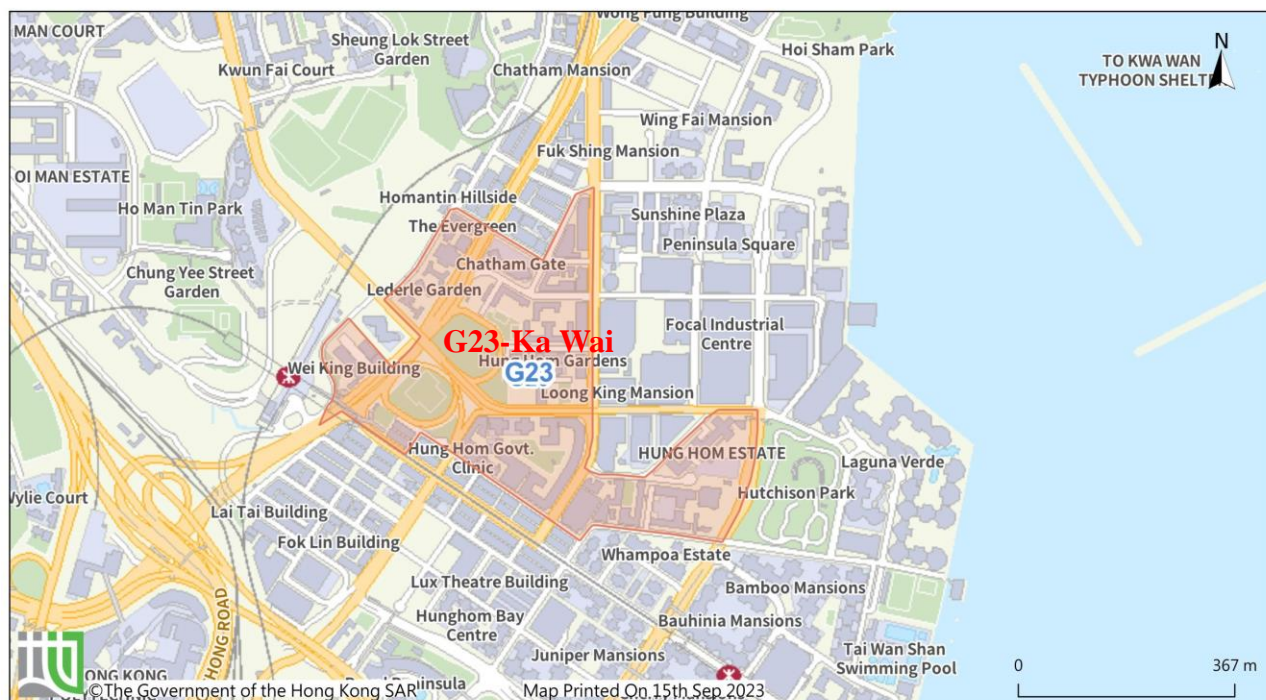 MAN COURT
Sheung Lok Street
Garden
Kwun Fai Court
Chatham Mansion
Hoi Sham Park
TO KWA WAN
TYPHOON SHELT
N
Wing Fai Mansion
Fuk Shing Mansion
OI MAN ESTATE
Ho Man Tin Park
Homantin Hillside
The Evergreen
Sunshine Plaza
Peninsula Square
Chung Yee Street
Garden
Chatham Gate
Lederle Garden
Focal Industrial
Centre
G23-Ka Wai
Hung Hom Gardens
G23
Wei King Building
Loong King Mansion
Hung Hom Govt.
Clinic
HUNG HOM ESTATE
Laguna Verde
Hutchison Park
Wylie Court
Lai Tai Building
Fok Lin Building
Whampoa Estate
Lux Theatre Building
Bamboo Mansions
Hunghom Bay
Centre
Bauhinia Mansions
Juniper Mansions
Tai Wan Shan
Swimming Pool
HONG ROAD
ONG KONG
0
367 m
©The Government of the Hong Kong SAR
Map Printed On 15th Sep 2023